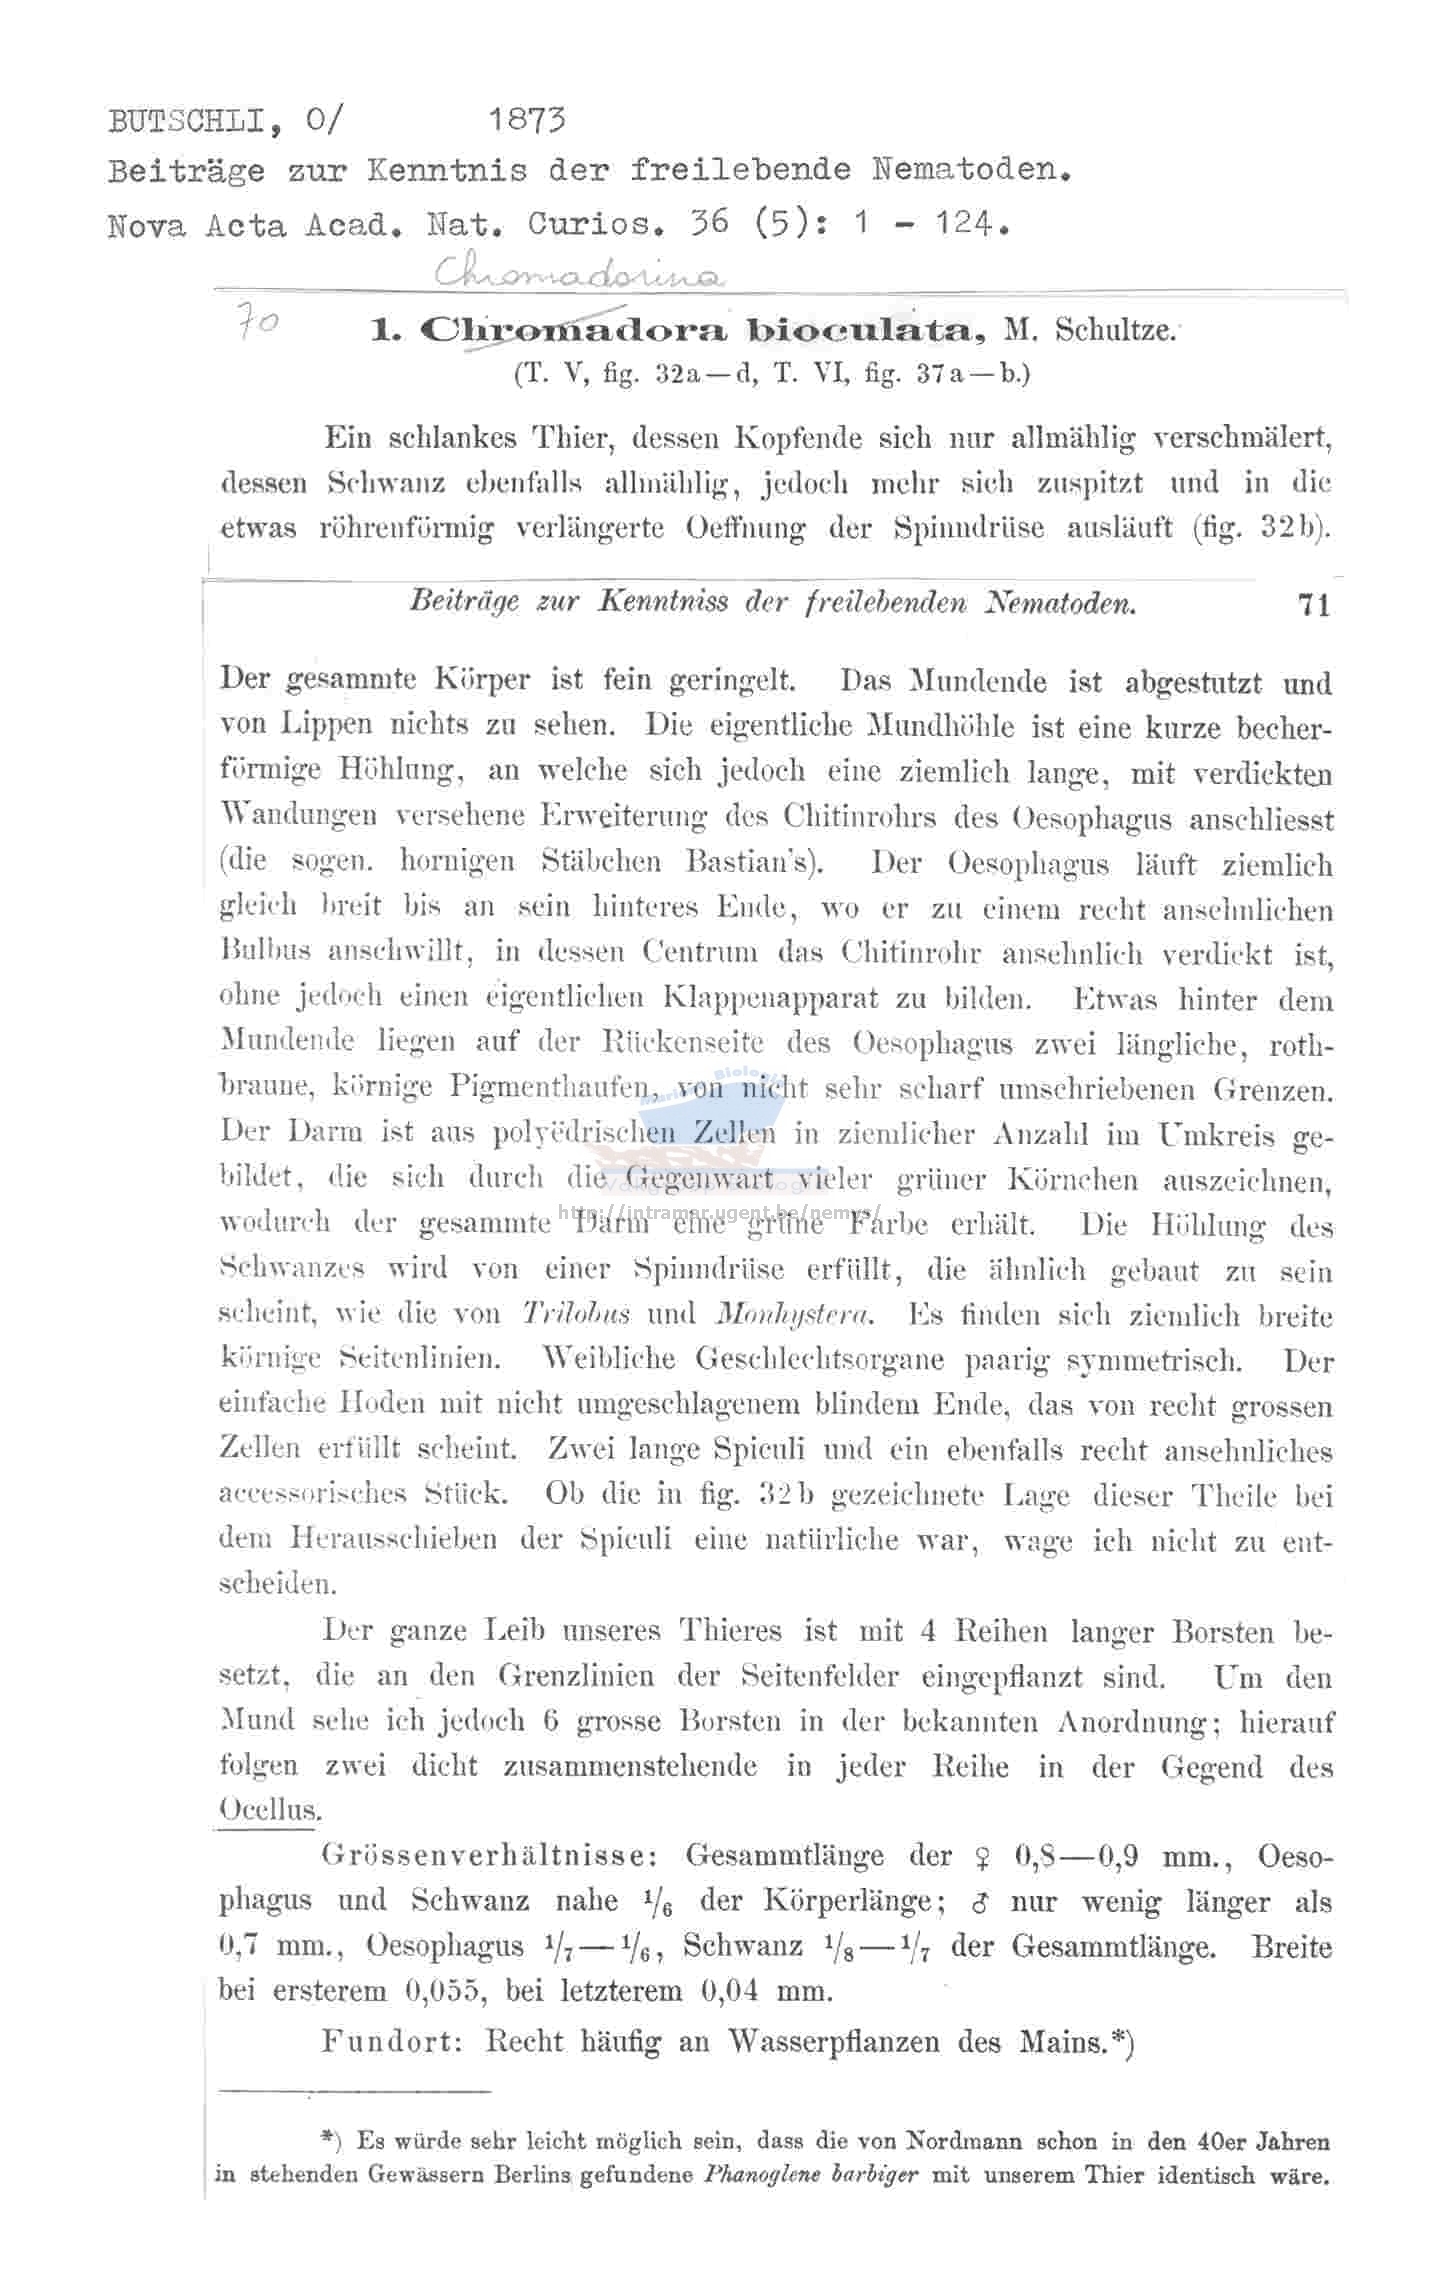 BUTSCHLI, O/ 1873
Beiträge zur Kenntnis der freilebende Nematoden.
Nova Acta Acad. Nat. Curios. 36 (5): 1 - 124.
Chromadorina
70
1. Chromadora bioculata, M. Schultze.
(T. V, fig. 32a—d, T. VI, fig. 37a—b.)
Ein schlankes Thier, dessen Kopfende sich nur allmählig verschmälert,
dessen Schwanz ebenfalls allmählig, jedoch mehr sich zuspitzt und in die
etwas röhrenförmig verlängerte Oeffnung der Spinndrüse ausläuft (fig. 32b).
Beiträge zur Kenntniss der freilebenden Nematoden. 71
Der gesammte Körper ist fein geringelt. Das Mundende ist abgestutzt und
von Lippen nichts zu sehen. Die eigentliche Mundhöhle ist eine kurze becher-
förmige Höhlung, an welche sich jedoch eine ziemlich lange, mit verdickten
Wandungen versehene Erweiterung des Chitinrohrs des Oesophagus anschliesst
(die sogen. hornigen Stäbchen Bastian's). Der Oesophagus läuft ziemlich
gleich breit bis an sein hinteres Ende, wo er zu einem recht ansehnlichen
Bulbus anschwillt, in dessen Centrum das Chitinrohr ansehnlich verdickt ist,
ohne jedoch einen eigentlichen Klappenapparat zu bilden. Etwas hinter dem
Mundende liegen auf der Rückenseite des Oesophagus zwei längliche, roth-
braune, körnige Pigmenthaufen, von nicht sehr scharf umschriebenen Grenzen.
Der Darm ist aus polyëdrischen Zellen in ziemlicher Anzahl im Umkreis ge-
bildet, die sich durch die Gegenwart vieler grüner Körnchen auszeichnen,
wodurch der gesammte Darm eine grüne Farbe erhält. Die Höhlung des
http://intramar.ugent.be/nemys/
Schwanzes wird von einer Spinndrüse erfüllt, die ähnlich gebaut zu sein
scheint, wie die von Trilobus und Monhystera. Es finden sich ziemlich breite
körnige Seitenlinien. Weibliche Geschlechtsorgane paarig symmetrisch. Der
einfache Hoden mit nicht umgeschlagenem blindem Ende, das von recht grossen
Zellen erfüllt scheint. Zwei lange Spiculi und ein ebenfalls recht ansehnliches
accessorisches Stück. Ob die in fig. 32b gezeichnete Lage dieser Theile bei
dem Herausschieben der Spiculi eine natürliche war, wage ich nicht zu ent-
scheiden.
Der ganze Leib unseres Thieres ist mit 4 Reihen langer Borsten be-
setzt, die an den Grenzlinien der Seitenfelder eingepflanzt sind. Um den
Mund sehe ich jedoch 6 grosse Borsten in der bekannten Anordnung; hierauf
folgen zwei dicht zusammenstehende in jeder Reihe in der Gegend des
Ocellus.
Grössenverhältnisse: Gesammtlänge der ♀ 0,8—0,9 mm., Oeso-
phagus und Schwanz nahe 1/6 der Körperlänge; ♂ nur wenig länger als
0,7 mm., Oesophagus 1/7—1/6, Schwanz 1/8—1/7 der Gesammtlänge. Breite
bei ersterem 0,055, bei letzterem 0,04 mm.
Fundort: Recht häufig an Wasserpflanzen des Mains.*)
*) Es würde sehr leicht möglich sein, dass die von Nordmann schon in den 40er Jahren
in stehenden Gewässern Berlins gefundene Phanoglene barbiger mit unserem Thier identisch wäre.